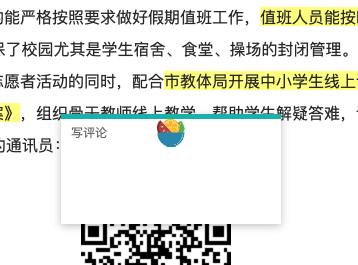 能严格按照要求做好假期值班工作，值班人员能按
了校园尤其是学生宿舍、食堂、操场的封闭管理。
愿者活动的同时，配合市教体局开展中小学生线上
》，组织骨干教师线上教学，帮助学生解疑答难，
通讯员：
写评论